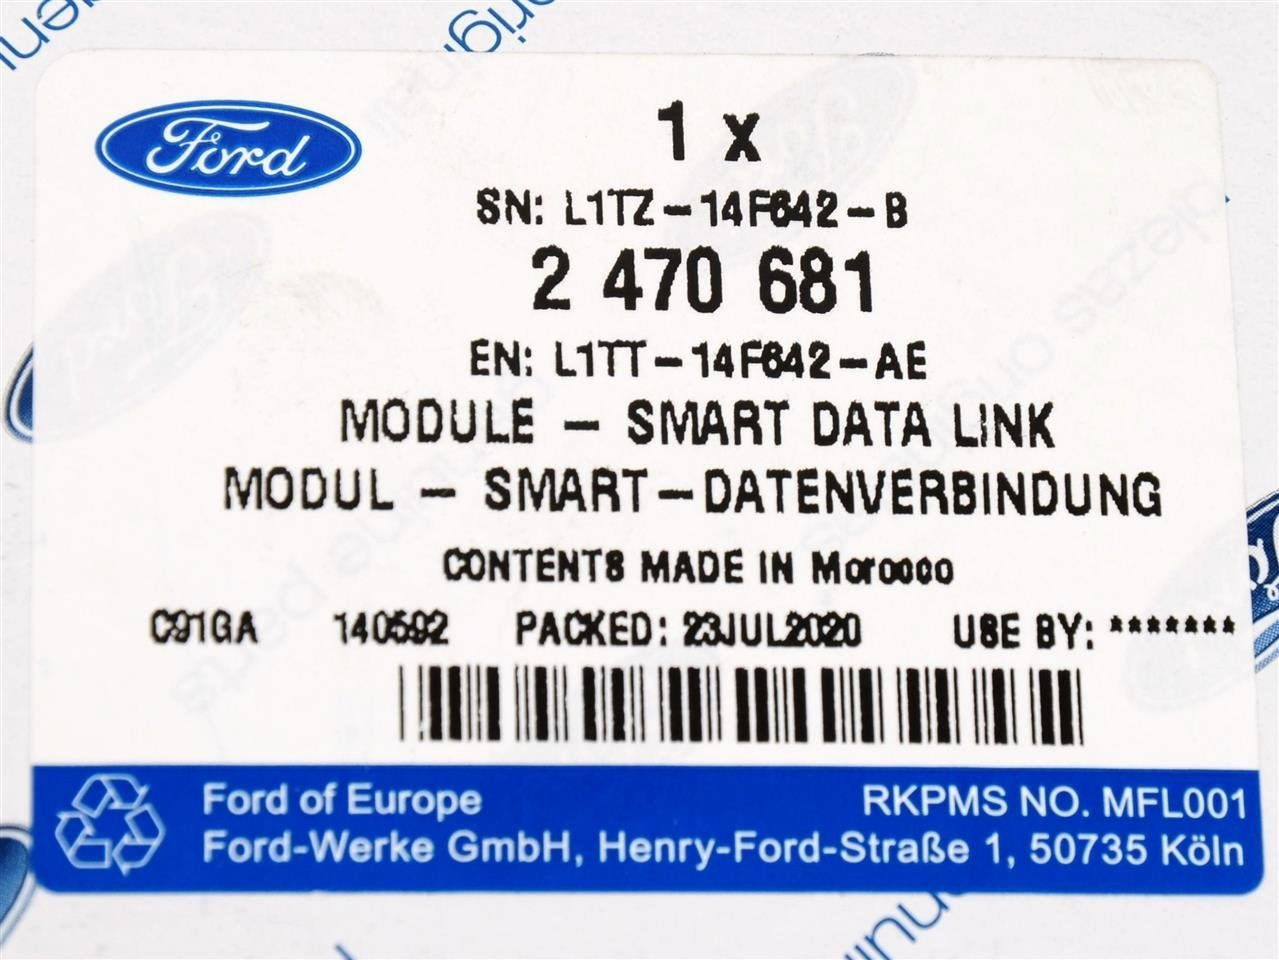 Ford
1 x
SN: L1TZ-14F642-B
2 470 681
EN: L1TT-14F642-AE
MODULE - SMART DATA LINK
MODUL - SMART-DATENVERBINDUNG
CONTENTS MADE IN Morocco
C91GA 140592 PACKED: 23JUL2020 USE BY: *******
Ford of Europe RKPMS NO. MFL001
Ford-Werke GmbH, Henry-Ford-Straße 1, 50735 Köln